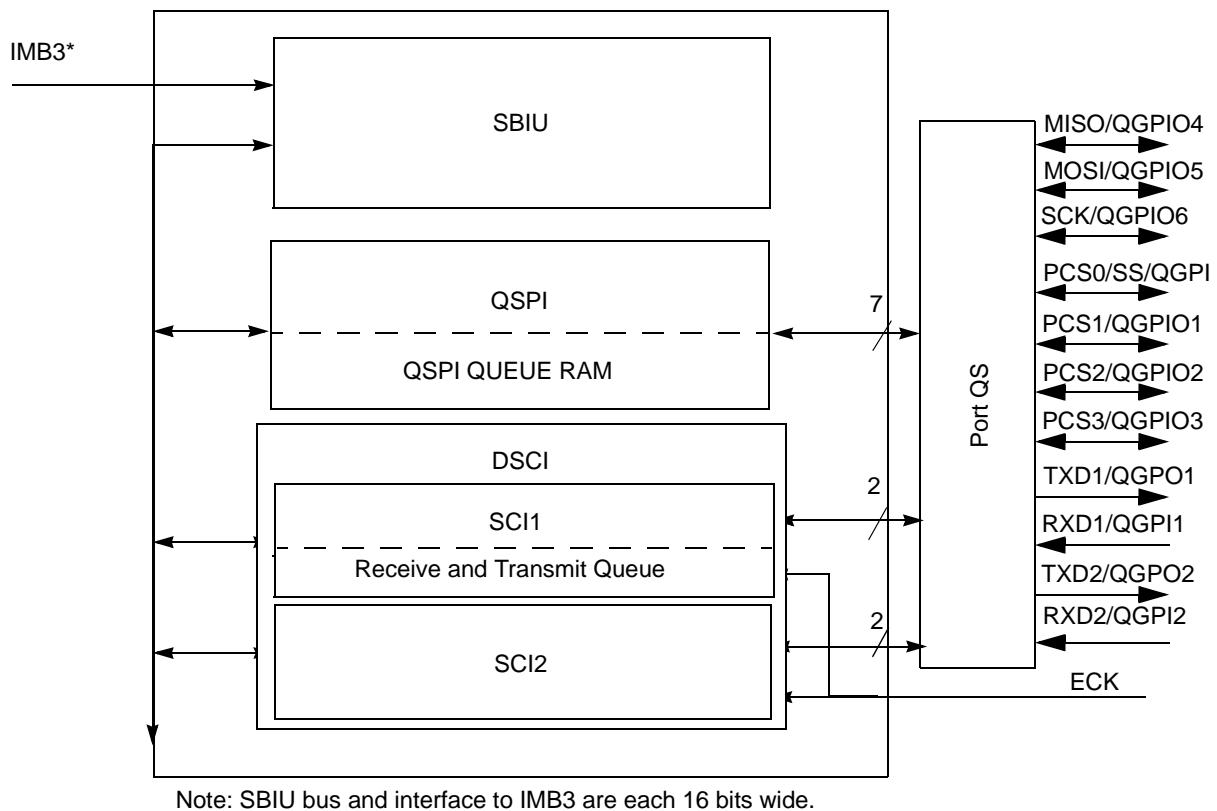 IMB3*
SBIU
QSPI
QSPI QUEUE RAM
7
DSCI
SCI1
Receive and Transmit Queue
2
SCI2
2
Port QS
MISO/QGPIO4
MOSI/QGPIO5
SCK/QGPIO6
PCS0/SS/QGPI
PCS1/QGPIO1
PCS2/QGPIO2
PCS3/QGPIO3
TXD1/QGPO1
RXD1/QGPI1
TXD2/QGPO2
RXD2/QGPI2
ECK
Note: SBIU bus and interface to IMB3 are each 16 bits wide.